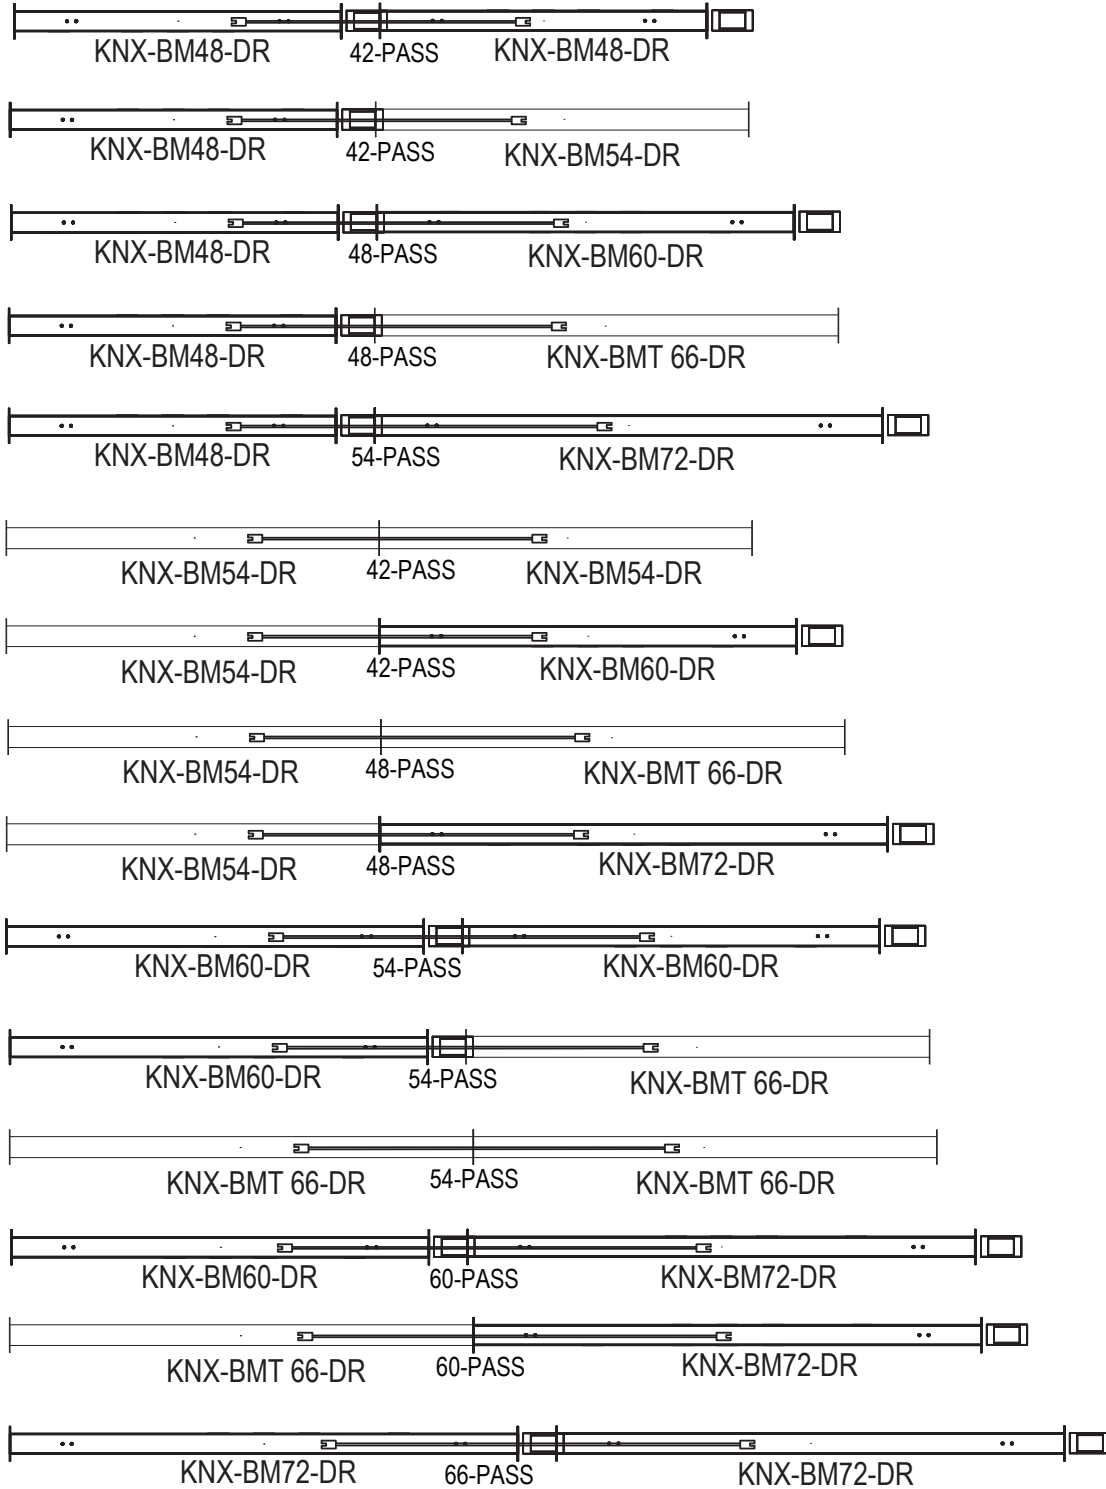 KNX-BM48-DR 42-PASS KNX-BM48-DR
KNX-BM48-DR 42-PASS KNX-BM54-DR
KNX-BM48-DR 48-PASS KNX-BM60-DR
KNX-BM48-DR 48-PASS KNX-BMT 66-DR
KNX-BM48-DR 54-PASS KNX-BM72-DR
KNX-BM54-DR 42-PASS KNX-BM54-DR
KNX-BM54-DR 42-PASS KNX-BM60-DR
KNX-BM54-DR 48-PASS KNX-BMT 66-DR
KNX-BM54-DR 48-PASS KNX-BM72-DR
KNX-BM60-DR 54-PASS KNX-BM60-DR
KNX-BM60-DR 54-PASS KNX-BMT 66-DR
KNX-BMT 66-DR 54-PASS KNX-BMT 66-DR
KNX-BM60-DR 60-PASS KNX-BM72-DR
KNX-BMT 66-DR 60-PASS KNX-BM72-DR
KNX-BM72-DR 66-PASS KNX-BM72-DR